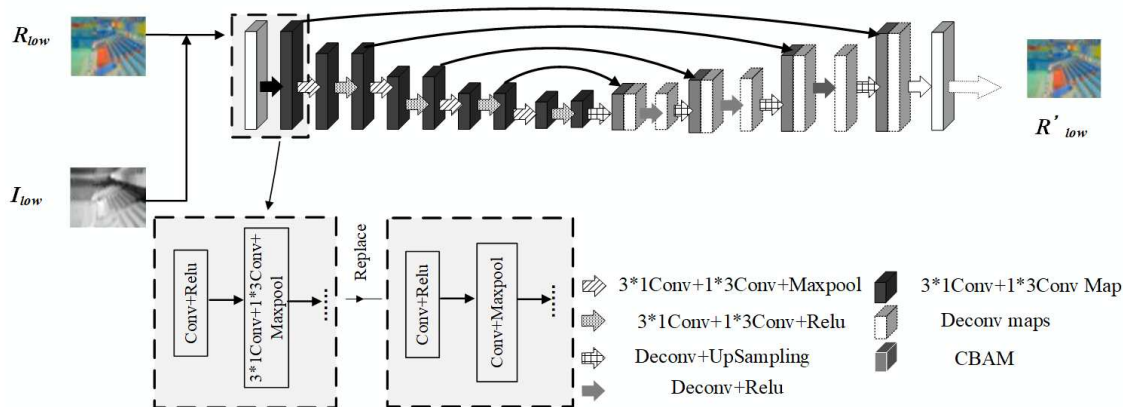 R_low
R'_low
I_low
Conv+Relu
3*1Conv+1*3Conv+
Maxpool
Replace
Conv+Relu
Conv+Maxpool
3*1Conv+1*3Conv+Maxpool
3*1Conv+1*3Conv Map
3*1Conv+1*3Conv+Relu
Deconv maps
Deconv+UpSampling
CBAM
Deconv+Relu